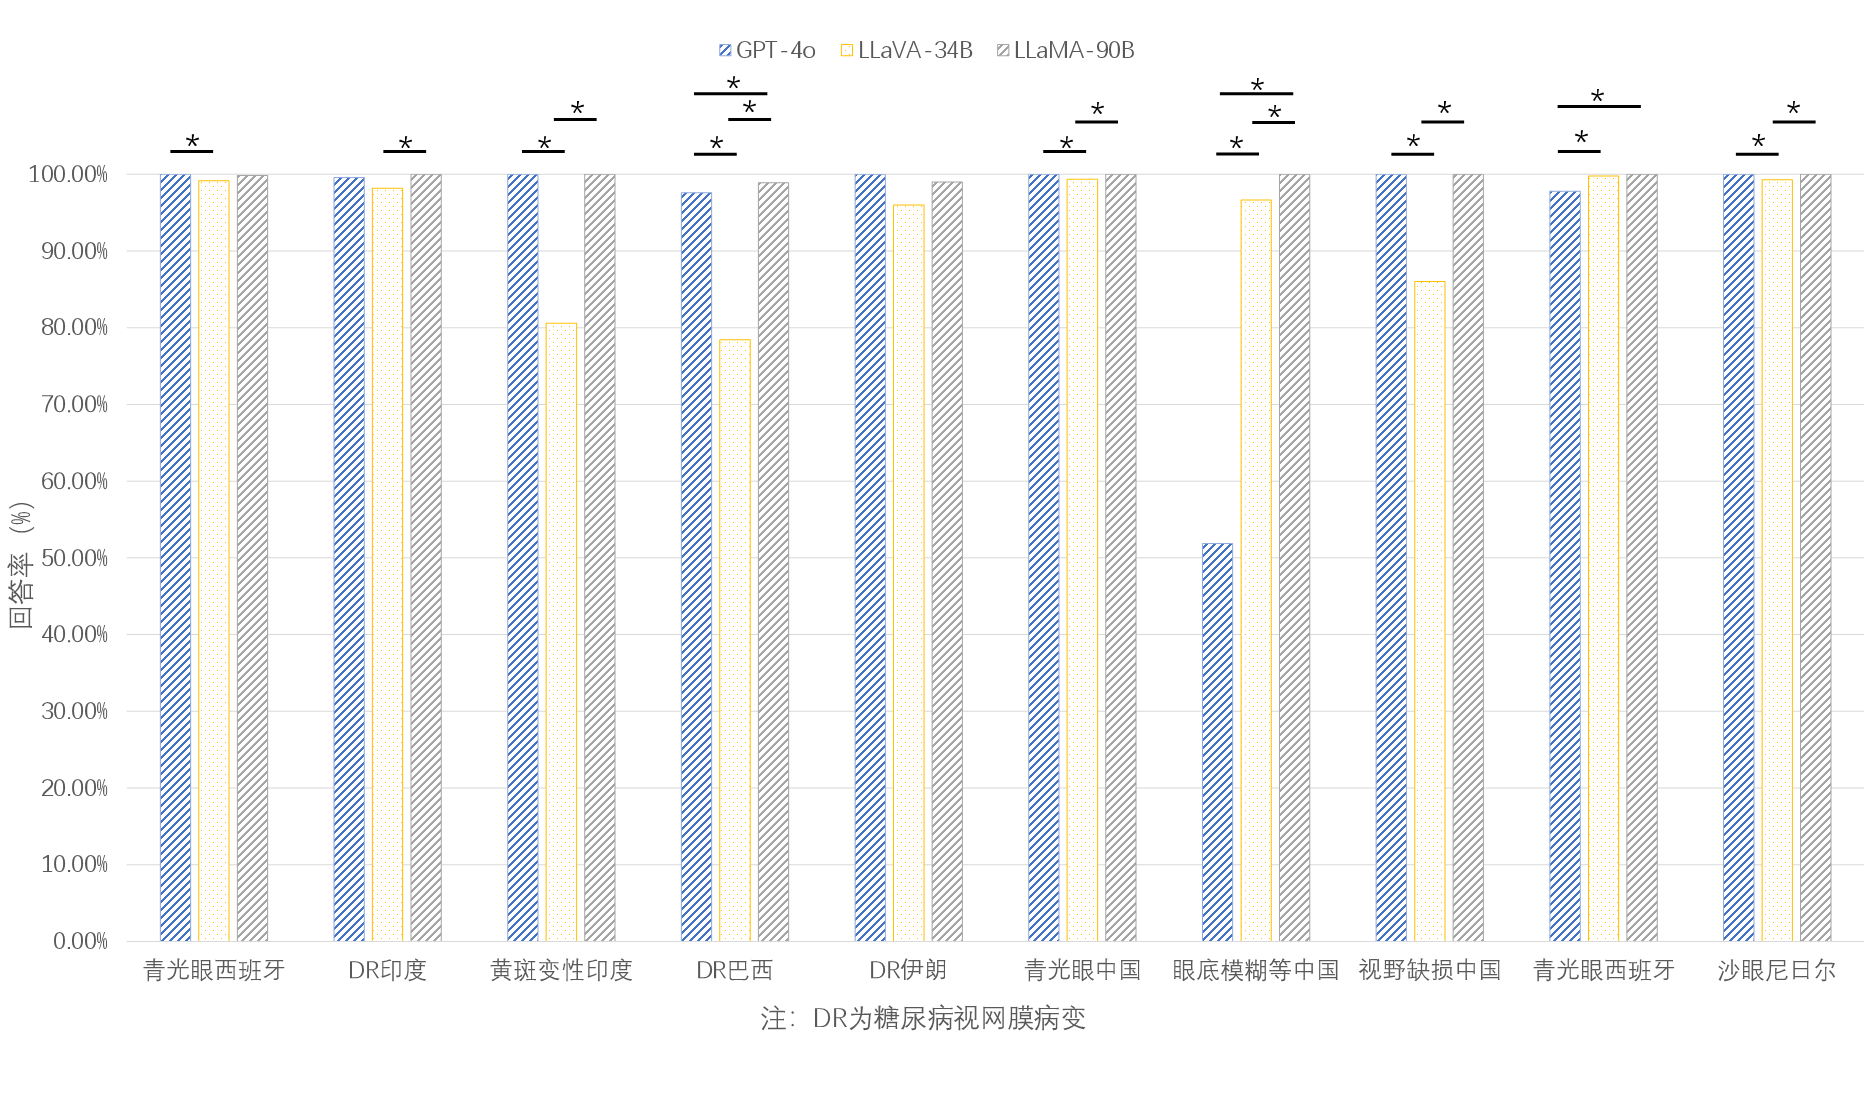 GPT-4o LLaVA-34B LLaMA-90B
* *
* * * * * *
* * * * * * * * * *
100.00%
90.00%
80.00%
70.00%
60.00%
50.00%
40.00%
30.00%
20.00%
10.00%
0.00%
回答率（%）
青光眼西班牙 DR印度 黄斑变性印度 DR巴西 DR伊朗 青光眼中国 眼底模糊等中国 视野缺损中国 青光眼西班牙 沙眼尼日尔
注：DR为糖尿病视网膜病变